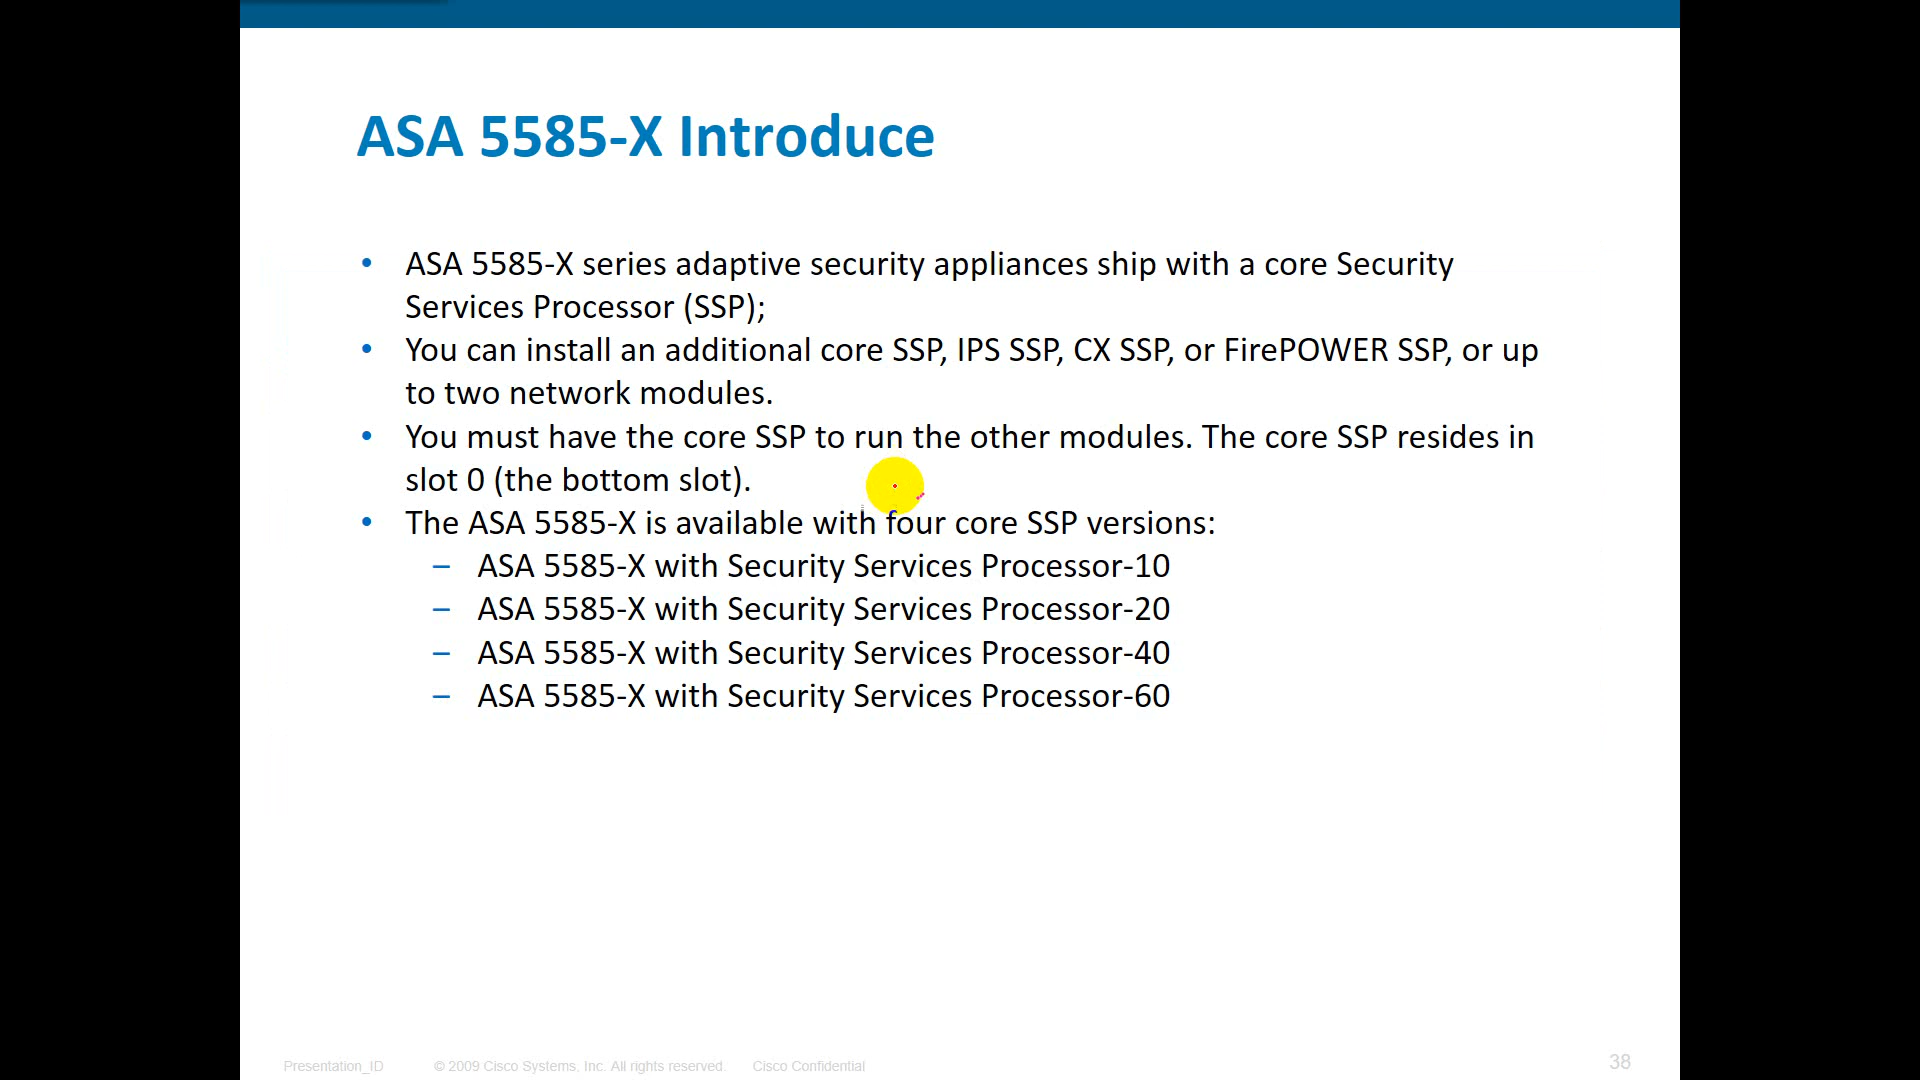 ASA 5585-X Introduce
• ASA 5585-X series adaptive security appliances ship with a core Security
Services Processor (SSP);
• You can install an additional core SSP, IPS SSP, CX SSP, or FirePOWER SSP, or up
to two network modules.
• You must have the core SSP to run the other modules. The core SSP resides in
slot 0 (the bottom slot).
• The ASA 5585-X is available with four core SSP versions:
– ASA 5585-X with Security Services Processor-10
– ASA 5585-X with Security Services Processor-20
– ASA 5585-X with Security Services Processor-40
– ASA 5585-X with Security Services Processor-60
Presentation_ID © 2009 Cisco Systems, Inc. All rights reserved. Cisco Confidential 38